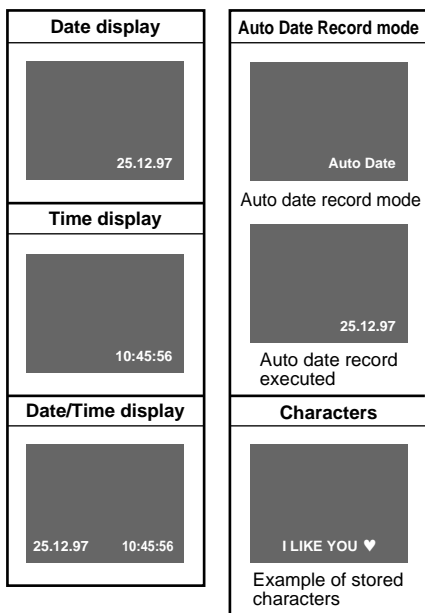 Date display
25.12.97
Time display
10:45:56
Date/Time display
25.12.97 10:45:56
Auto Date Record mode
Auto Date
Auto date record mode
25.12.97
Auto date record
executed
Characters
I LIKE YOU ♥
Example of stored
characters